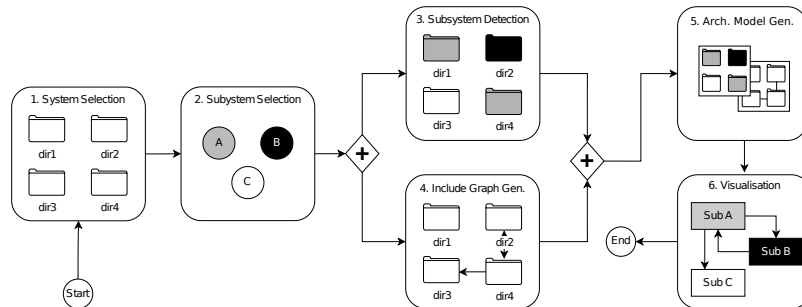 1. System Selection
dir1
dir2
dir3
dir4
Start
2. Subystem Selection
A
B
C
3. Subsystem Detection
dir1
dir2
dir3
dir4
4. Include Graph Gen.
dir1
dir2
dir3
dir4
5. Arch. Model Gen.
6. Visualisation
Sub A
Sub B
Sub C
End